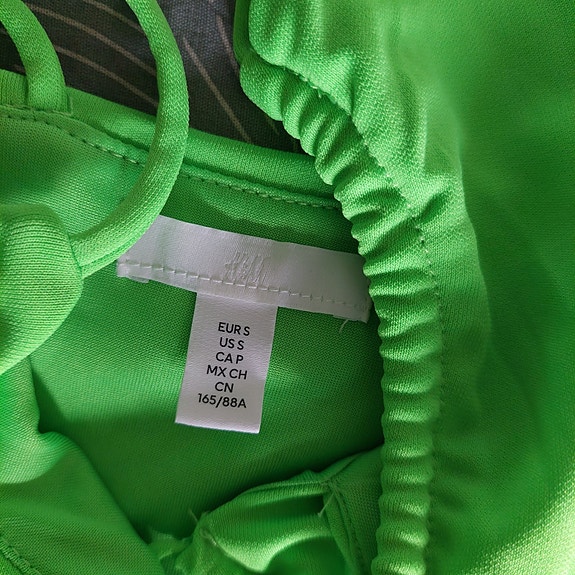 H&M
EUR S
US S
CA P
MX CH
CN
165/88A